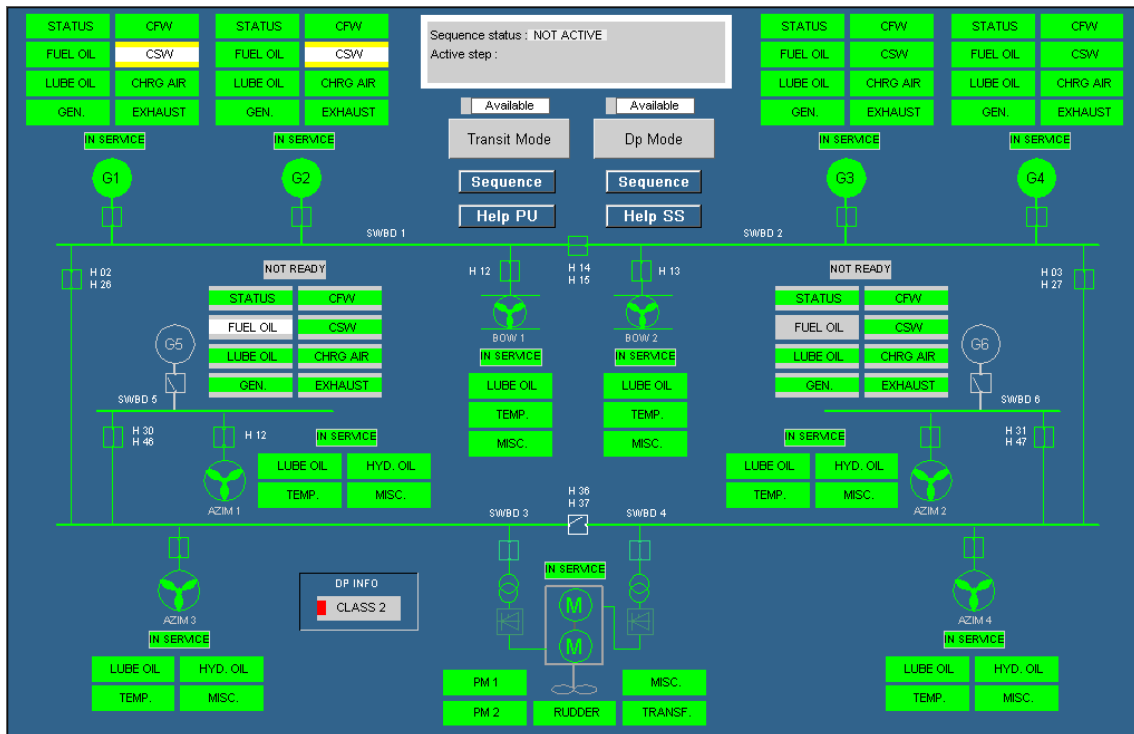 STATUS CFW STATUS CFW
FUEL OIL CSW FUEL OIL CSW
LUBE OIL CHRG AIR LUBE OIL CHRG AIR
GEN. EXHAUST GEN. EXHAUST
IN SERVICE IN SERVICE
G1 G2
Sequence status : NOT ACTIVE
Active step :
Available Available
Transit Mode Dp Mode
Sequence Sequence
Help PU Help SS
STATUS CFW STATUS CFW
FUEL OIL CSW FUEL OIL CSW
LUBE OIL CHRG AIR LUBE OIL CHRG AIR
GEN. EXHAUST GEN. EXHAUST
IN SERVICE IN SERVICE
G3 G4
SWBD 1 SWBD 2
H 02
H 26
H 12
H 14
H 15
H 13
H 03
H 27
NOT READY
STATUS CFW
FUEL OIL CSW
LUBE OIL CHRG AIR
GEN. EXHAUST
G5
SWBD 5
BOW 1 BOW 2
IN SERVICE IN SERVICE
LUBE OIL LUBE OIL
TEMP. TEMP.
MISC. MISC.
NOT READY
STATUS CFW
FUEL OIL CSW
LUBE OIL CHRG AIR
GEN. EXHAUST
G6
SWBD 6
H 30
H 46
H 12
IN SERVICE
LUBE OIL HYD. OIL
TEMP. MISC.
AZIM 1
IN SERVICE
LUBE OIL HYD. OIL
TEMP. MISC.
AZIM 2
H 31
H 47
H 36
H 37
SWBD 3 SWBD 4
AZIM 3
IN SERVICE
LUBE OIL HYD. OIL
TEMP. MISC.
DP INFO
CLASS 2
IN SERVICE
M
M
PM 1 MISC.
PM 2 RUDDER TRANSF.
AZIM 4
IN SERVICE
LUBE OIL HYD. OIL
TEMP. MISC.